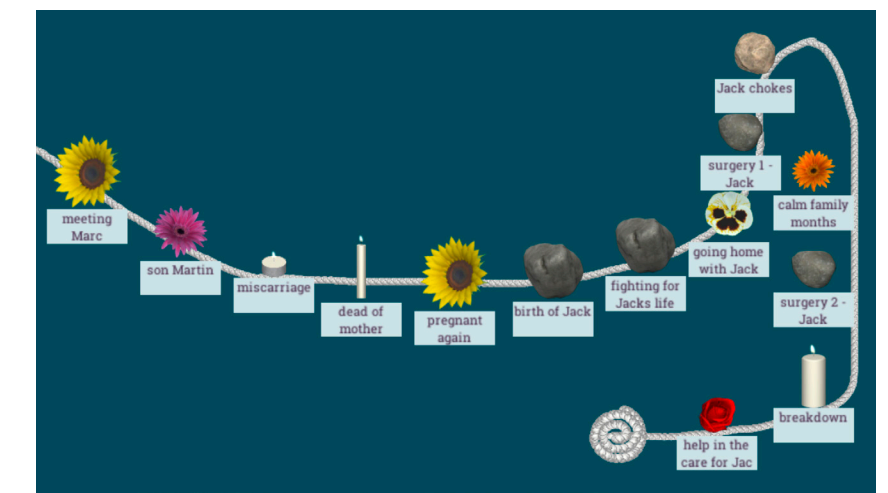 meeting
Marc
son Martin
miscarriage
dead of
mother
pregnant
again
birth of Jack
fighting for
Jacks life
going home
with Jack
surgery 1 -
Jack
Jack chokes
calm family
months
surgery 2 -
Jack
breakdown
help in the
care for Jac